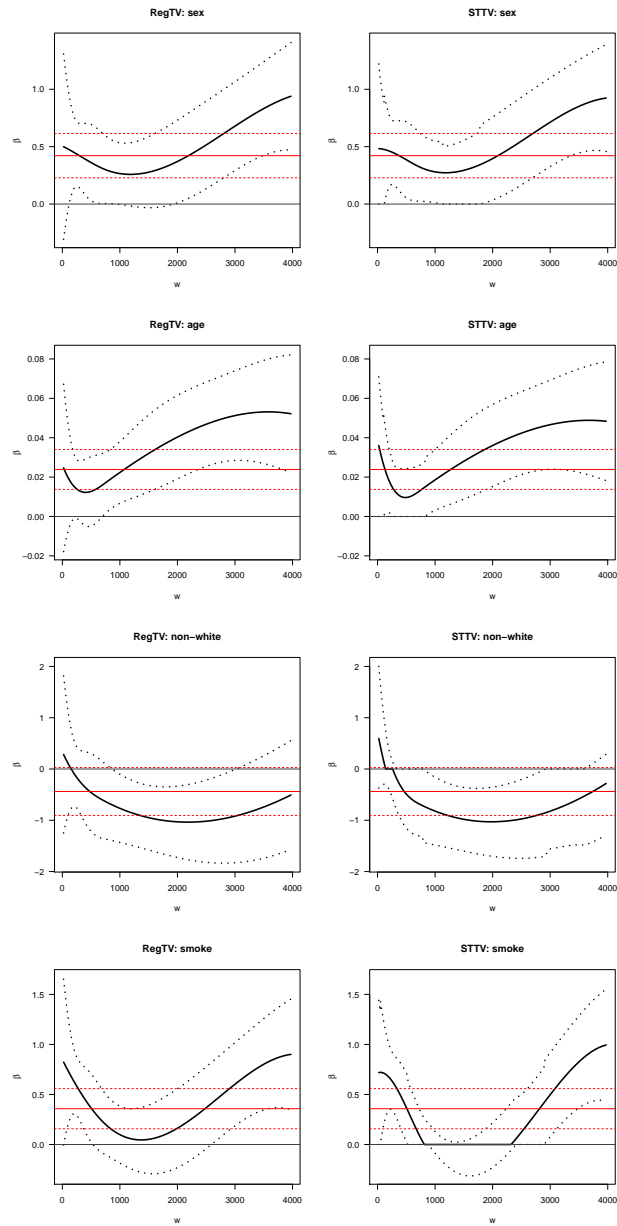 RegTV: sex
β
1.0
0.5
0.0
0 1000 2000 3000 4000
w
STTV: sex
β
1.0
0.5
0.0
0 1000 2000 3000 4000
w
RegTV: age
β
0.08
0.06
0.04
0.02
0.00
−0.02
0 1000 2000 3000 4000
w
STTV: age
β
0.08
0.06
0.04
0.02
0.00
−0.02
0 1000 2000 3000 4000
w
RegTV: non−white
β
2
1
0
−1
−2
0 1000 2000 3000 4000
w
STTV: non−white
β
2
1
0
−1
−2
0 1000 2000 3000 4000
w
RegTV: smoke
β
1.5
1.0
0.5
0.0
0 1000 2000 3000 4000
w
STTV: smoke
β
1.5
1.0
0.5
0.0
0 1000 2000 3000 4000
w